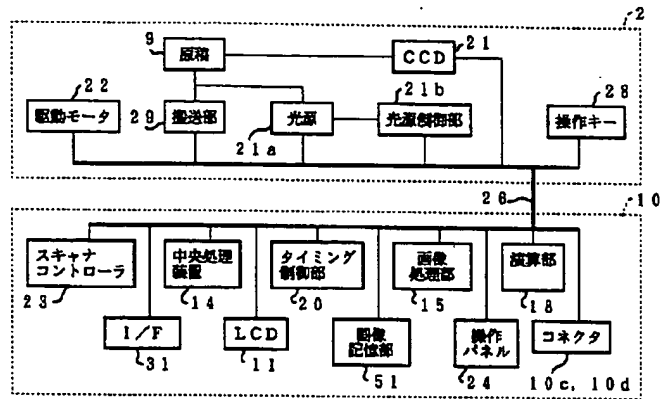 2
9
原稿
CCD
21
22
駆動モータ
29
搬送部
光源
21a
21b
光源制御部
28
操作キー
26
10
スキャナ
コントローラ
23
中央処理
装置
14
タイミング
制御部
20
画像
処理部
15
演算部
18
I/F
31
LCD
11
画像
記憶部
51
操作
パネル
24
コネクタ
10c, 10d